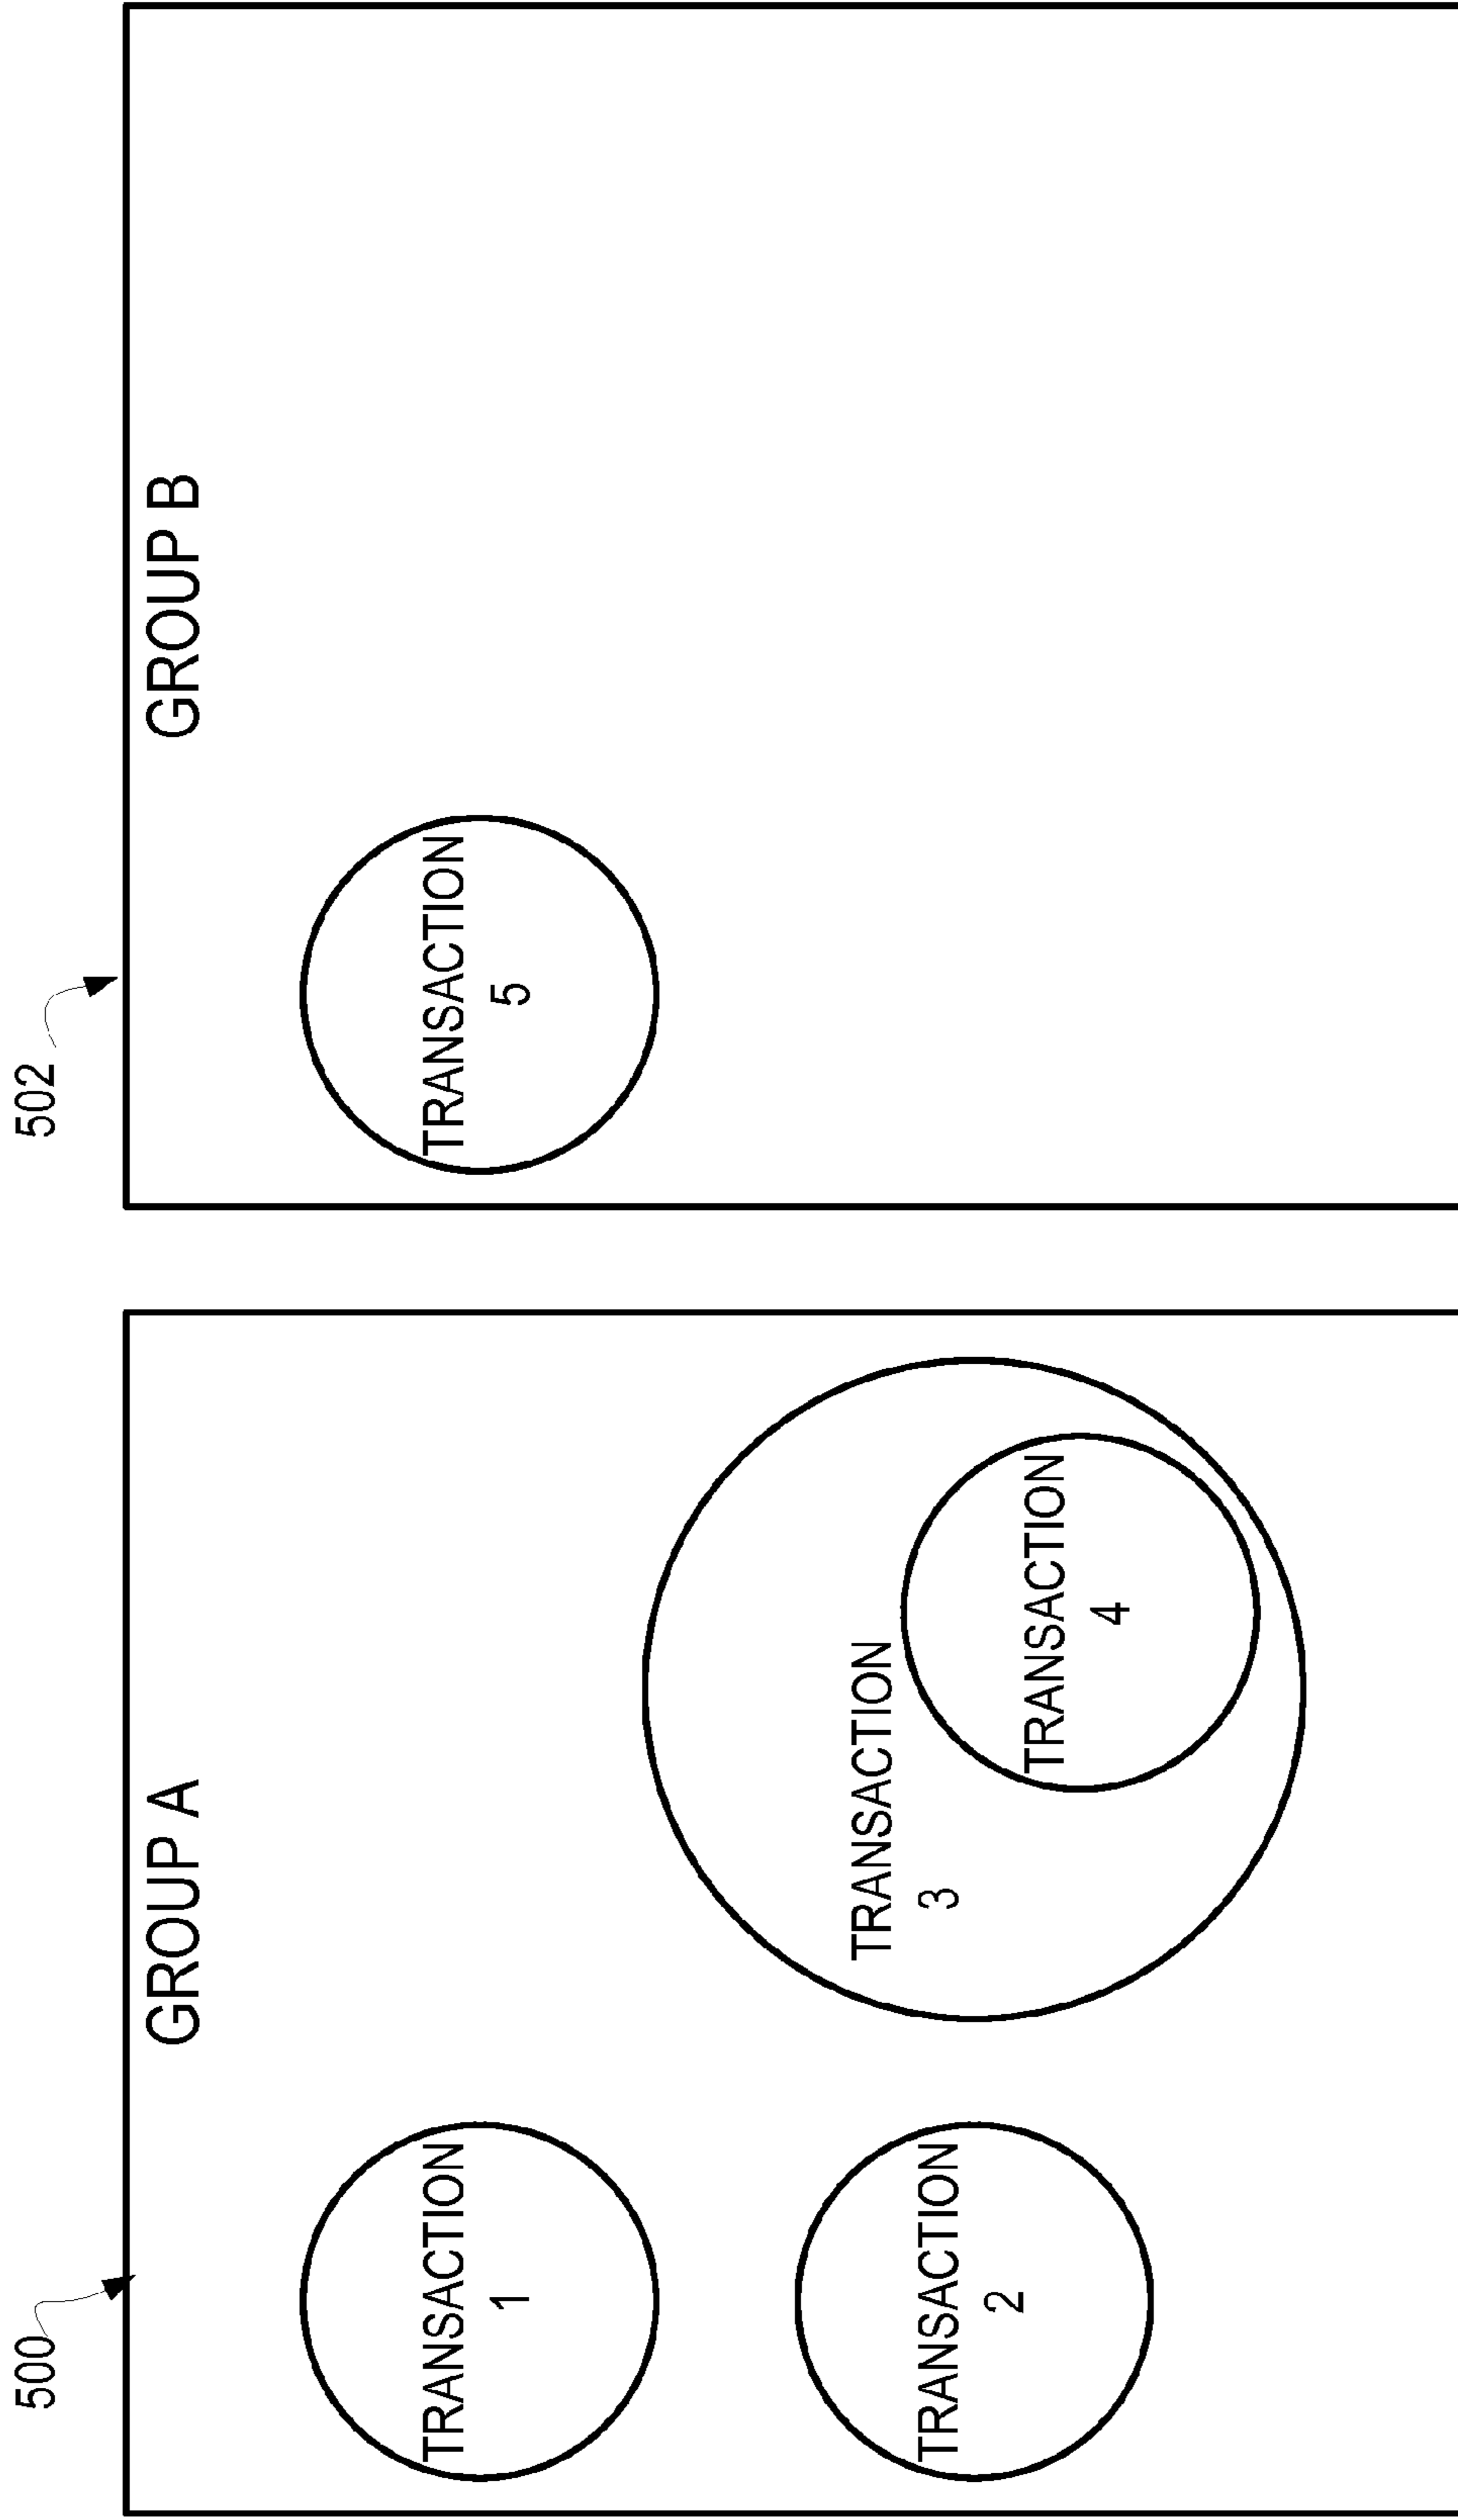 500
GROUP A
TRANSACTION
1
TRANSACTION
2
TRANSACTION
3
TRANSACTION
4
502
GROUP B
TRANSACTION
5